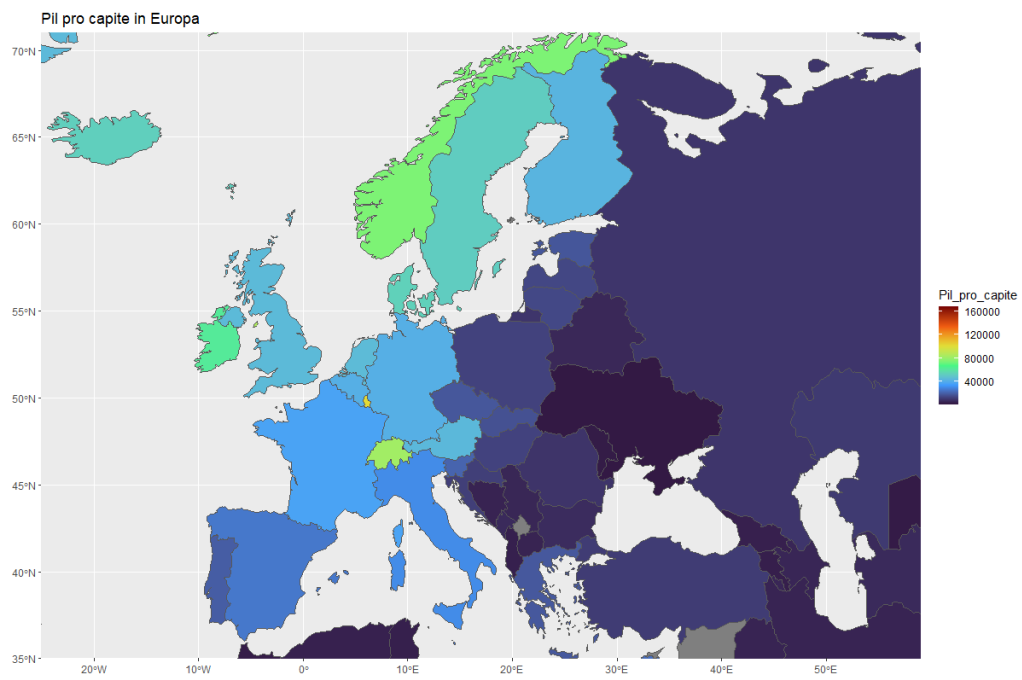 Pil pro capite in Europa
70°N
65°N
60°N
55°N
50°N
45°N
40°N
35°N
20°W
10°W
0°
10°E
20°E
30°E
40°E
50°E
Pil_pro_capite
160000
120000
80000
40000